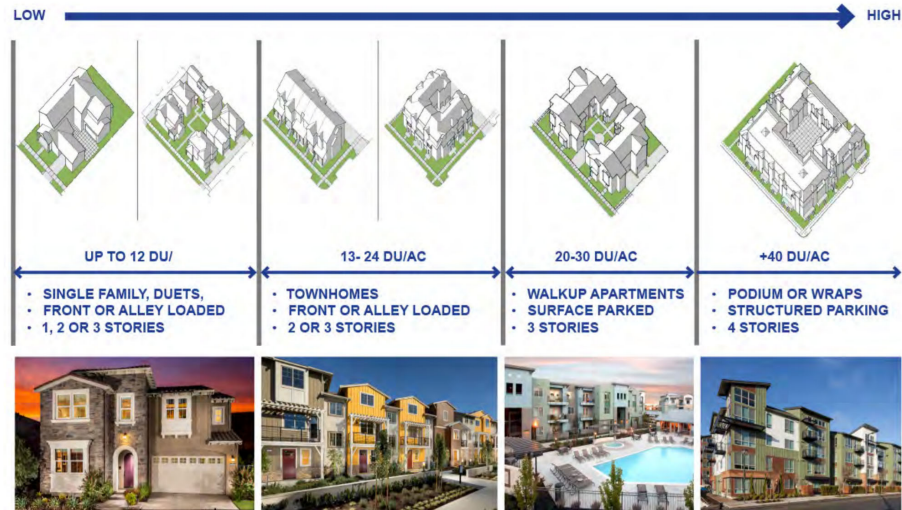 LOW
HIGH
UP TO 12 DU/
13- 24 DU/AC
20-30 DU/AC
+40 DU/AC
• SINGLE FAMILY, DUETS,
• FRONT OR ALLEY LOADED
• 1, 2 OR 3 STORIES
• TOWNHOMES
• FRONT OR ALLEY LOADED
• 2 OR 3 STORIES
• WALKUP APARTMENTS
• SURFACE PARKED
• 3 STORIES
• PODIUM OR WRAPS
• STRUCTURED PARKING
• 4 STORIES